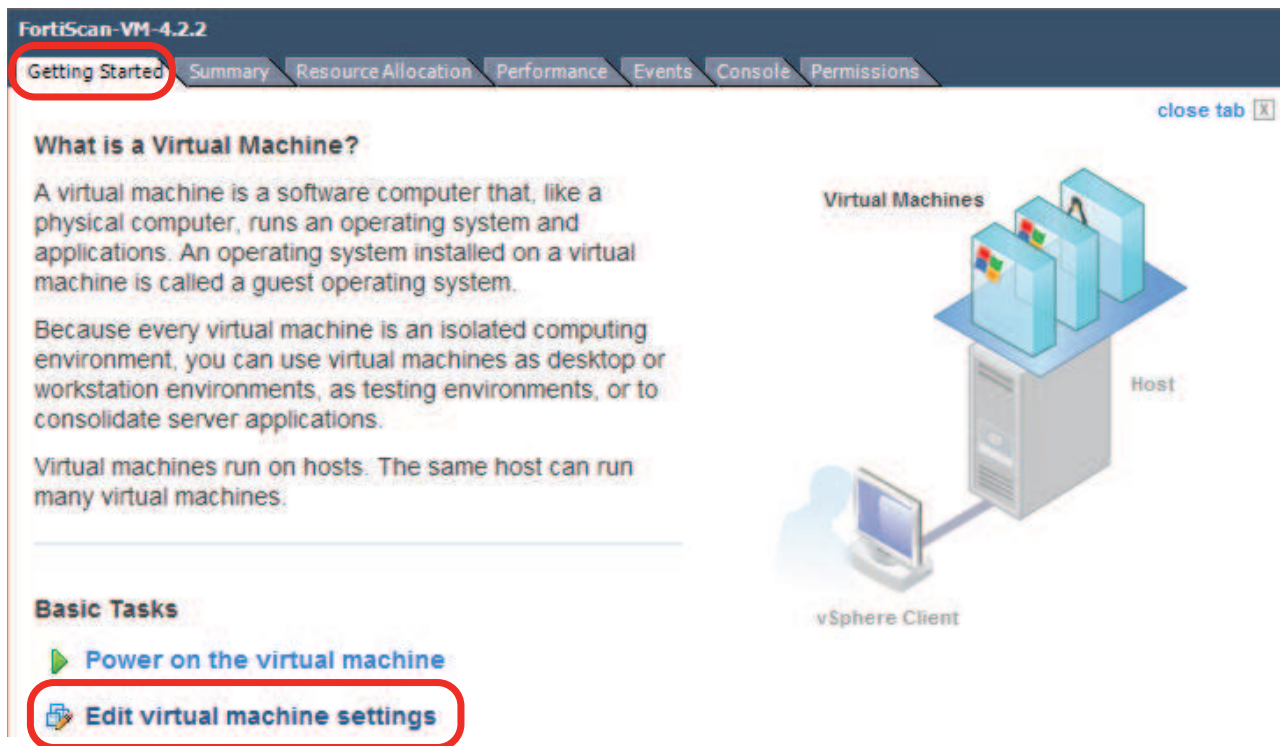 FortiScan-VM-4.2.2
Getting Started Summary Resource Allocation Performance Events Console Permissions
close tab X
What is a Virtual Machine?
A virtual machine is a software computer that, like a
physical computer, runs an operating system and
applications. An operating system installed on a virtual
machine is called a guest operating system.
Because every virtual machine is an isolated computing
environment, you can use virtual machines as desktop or
workstation environments, as testing environments, or to
consolidate server applications.
Virtual machines run on hosts. The same host can run
many virtual machines.
Virtual Machines
Host
vSphere Client
Basic Tasks
Power on the virtual machine
Edit virtual machine settings